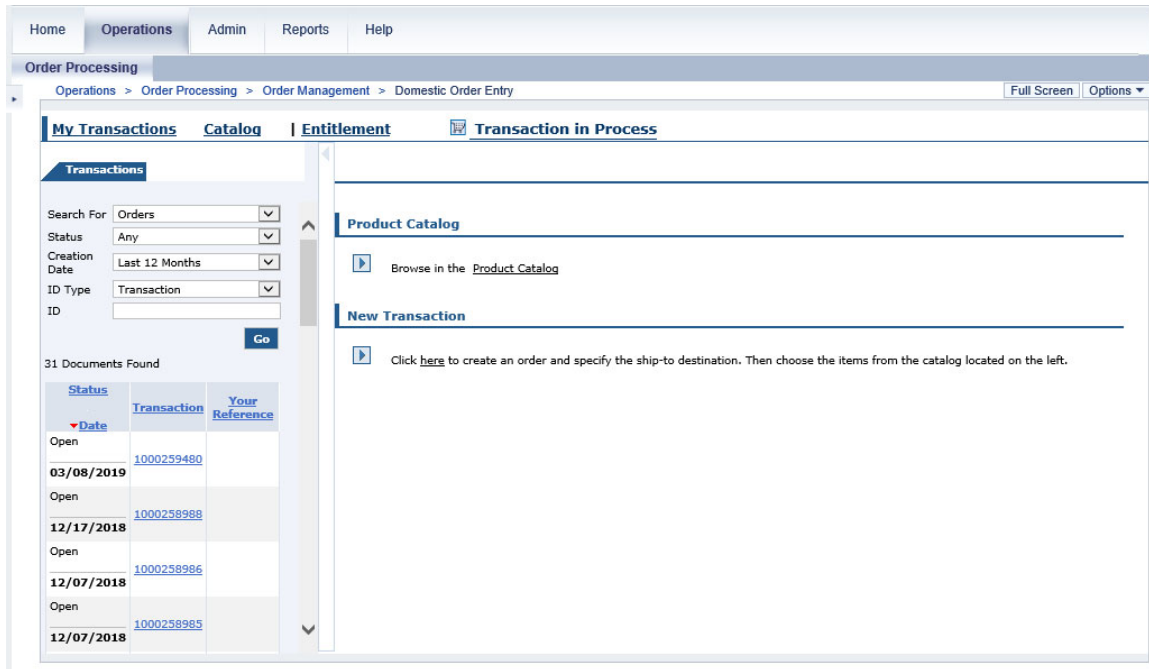 Home Operations Admin Reports Help
Order Processing
Operations > Order Processing > Order Management > Domestic Order Entry
Full Screen Options
My Transactions Catalog | Entitlement Transaction in Process
Transactions
Search For Orders
Status Any
Creation Date Last 12 Months
ID Type Transaction
ID
Go
31 Documents Found
Status
Date
Transaction
Your
Reference
Open
03/08/2019
1000259480
Open
12/17/2018
1000258988
Open
12/07/2018
1000258986
Open
12/07/2018
1000258985
Product Catalog
Browse in the Product Catalog
New Transaction
Click here to create an order and specify the ship-to destination. Then choose the items from the catalog located on the left.